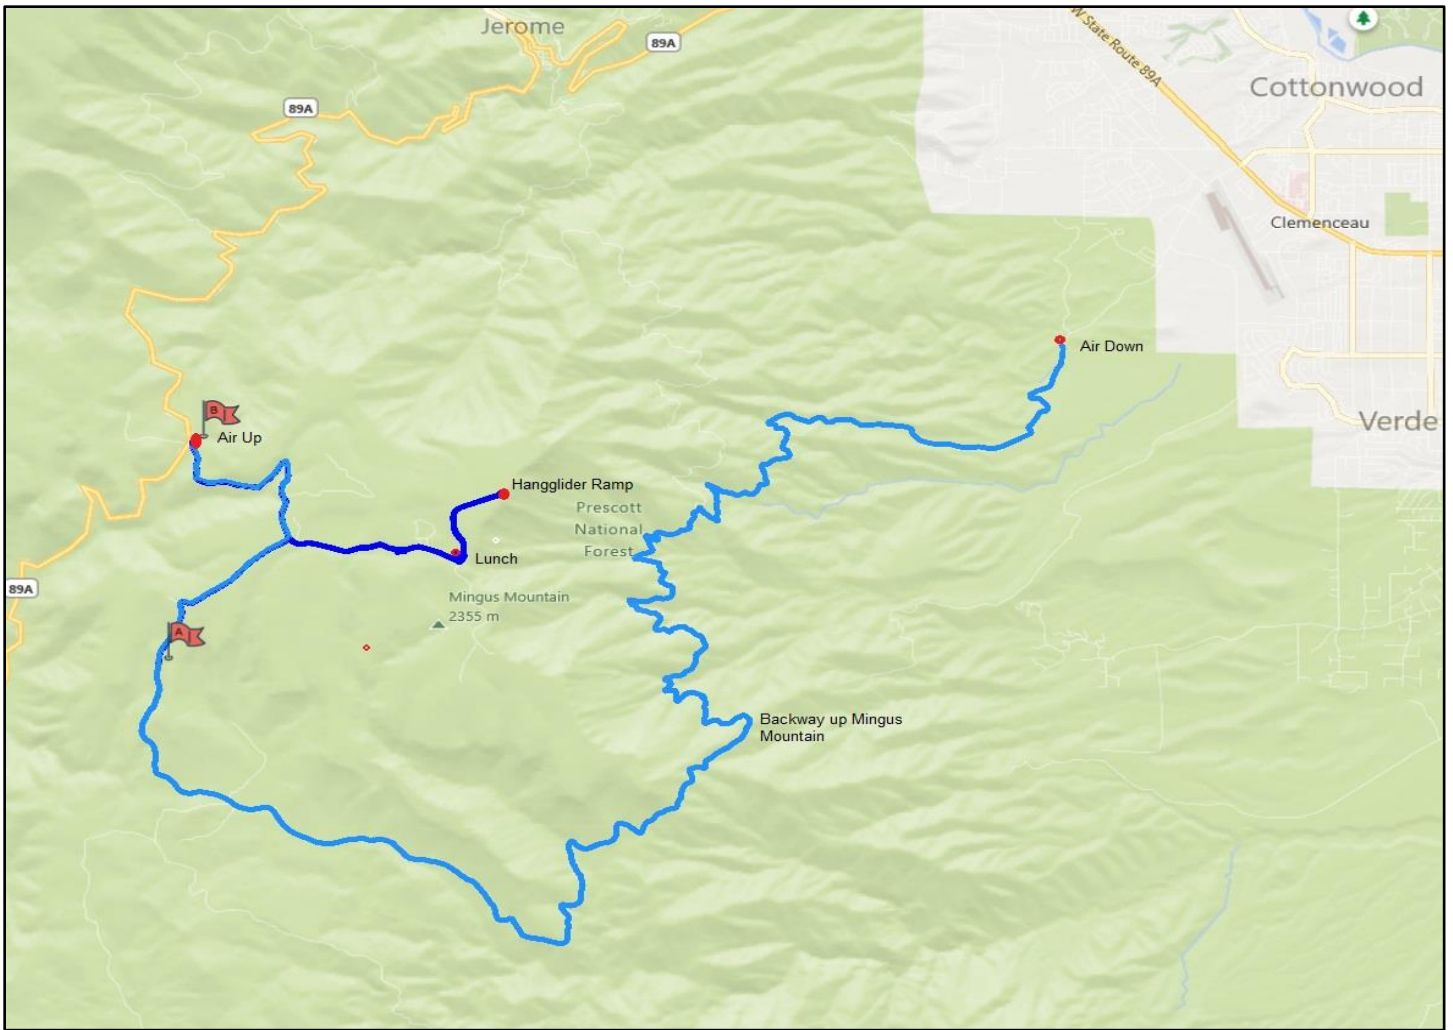 Jerome
89A
W State Route 89A
Cottonwood
89A
Clemenceau
Air Down
B
Air Up
Verde
Hangglider Ramp
Prescott
National
Forest
Lunch
89A
Mingus Mountain
2355 m
A
Backway up Mingus
Mountain